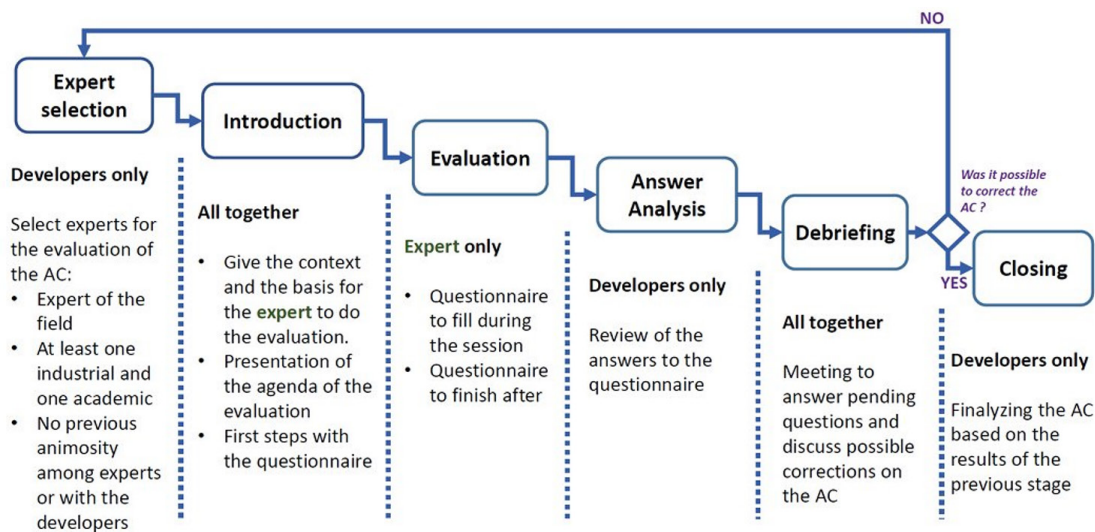 NO
Expert
selection
Introduction
Evaluation
Answer
Analysis
Debriefing
Was it possible
to correct the
AC ?
YES
Closing
Developers only
Select experts for
the evaluation of
the AC:
• Expert of the
field
• At least one
industrial and
one academic
• No previous
animosity
among experts
or with the
developers
All together
• Give the context
and the basis for
the expert to do
the evaluation.
• Presentation of
the agenda of the
evaluation
• First steps with
the questionnaire
Expert only
• Questionnaire
to fill during
the session
• Questionnaire
to finish after
Developers only
Review of the
answers to the
questionnaire
All together
Meeting to
answer pending
questions and
discuss possible
corrections on
the AC
Developers only
Finalyzing the AC
based on the
results of the
previous stage